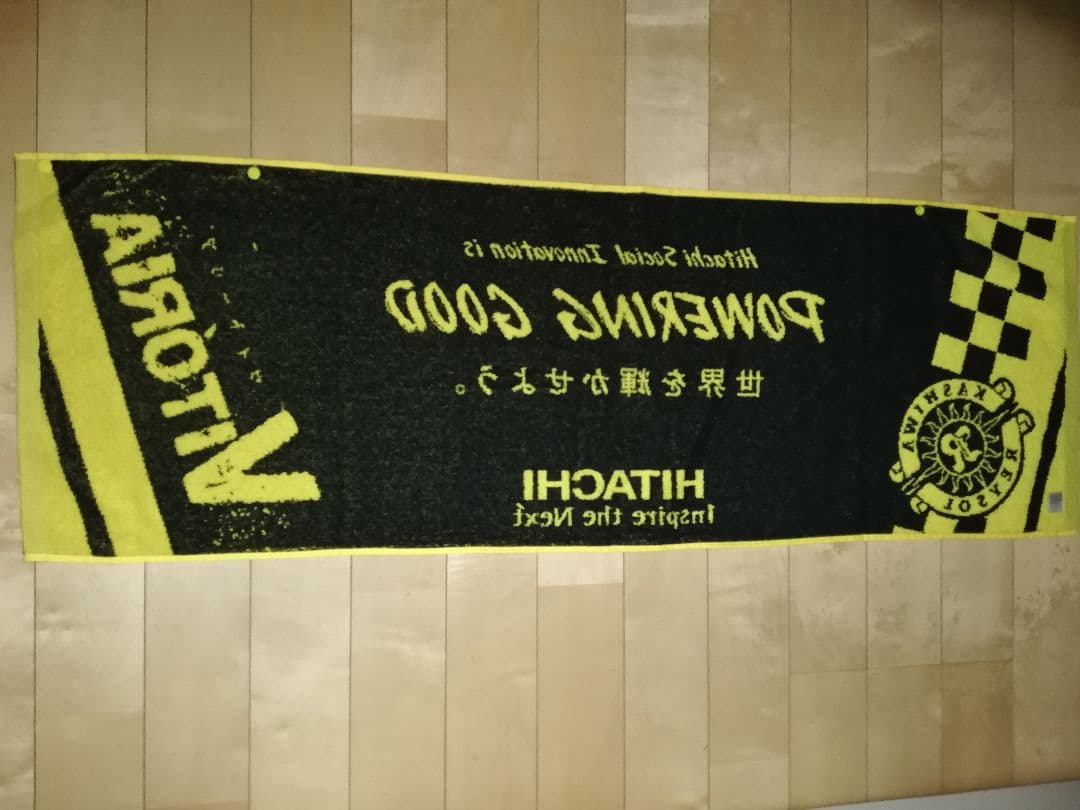 Hitachi Social Innovation is
POWERING GOOD
世界を輝かせよう。
HITACHI
Inspire the Next
KASHIWA
REYSOL
VITÓRIA